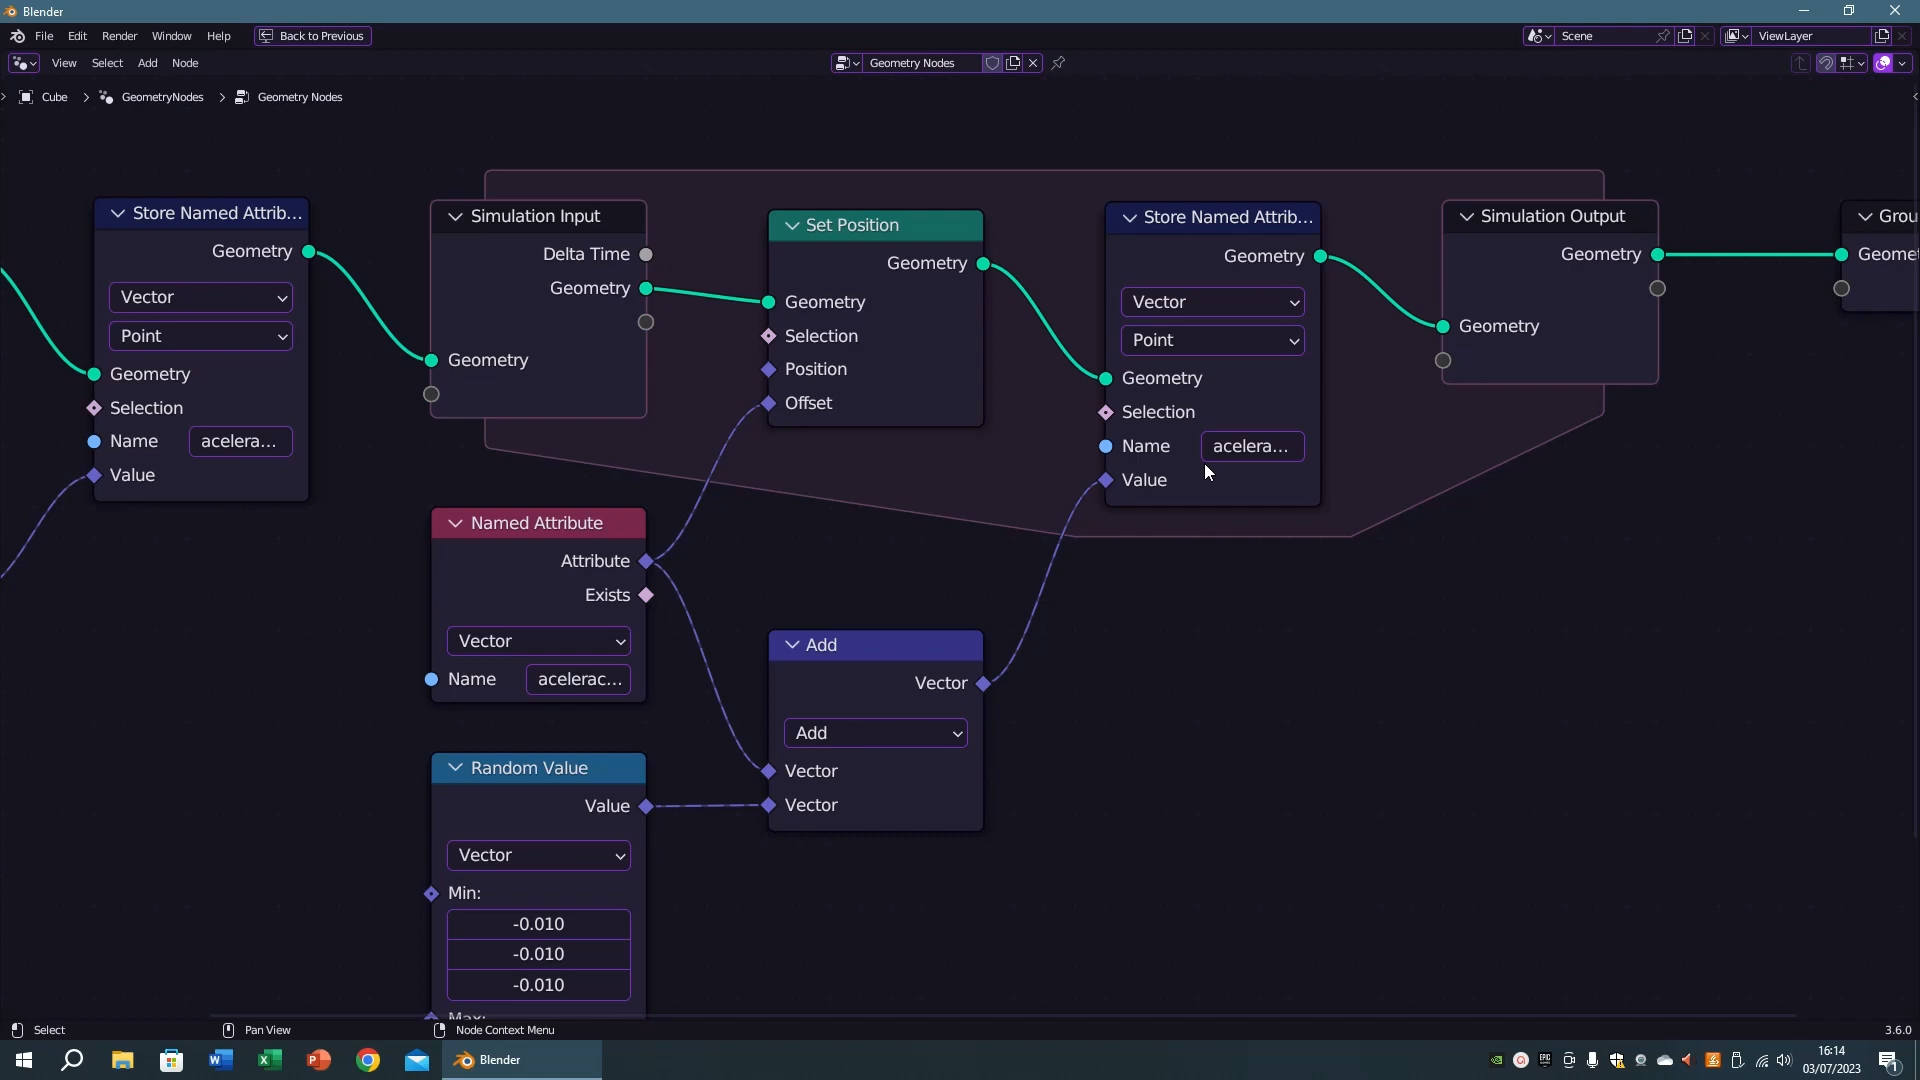 Blender
File Edit Render Window Help Back to Previous Scene ViewLayer
View Select Add Node Geometry Nodes
Cube GeometryNodes Geometry Nodes
Store Named Attrib...
Geometry
Vector
Point
Geometry
Selection
Name acelera...
Value
Simulation Input
Delta Time
Geometry
Geometry
Set Position
Geometry
Geometry
Selection
Position
Offset
Store Named Attrib...
Geometry
Vector
Point
Geometry
Selection
Name acelera...
Value
Simulation Output
Geometry
Geometry
Grou
Geomet
Named Attribute
Attribute
Exists
Vector
Name acelerac...
Add
Vector
Add
Vector
Vector
Random Value
Value
Vector
Min:
-0.010
-0.010
-0.010
Max:
Select Pan View Node Context Menu 3.6.0
Blender
16:14
03/07/2023
1